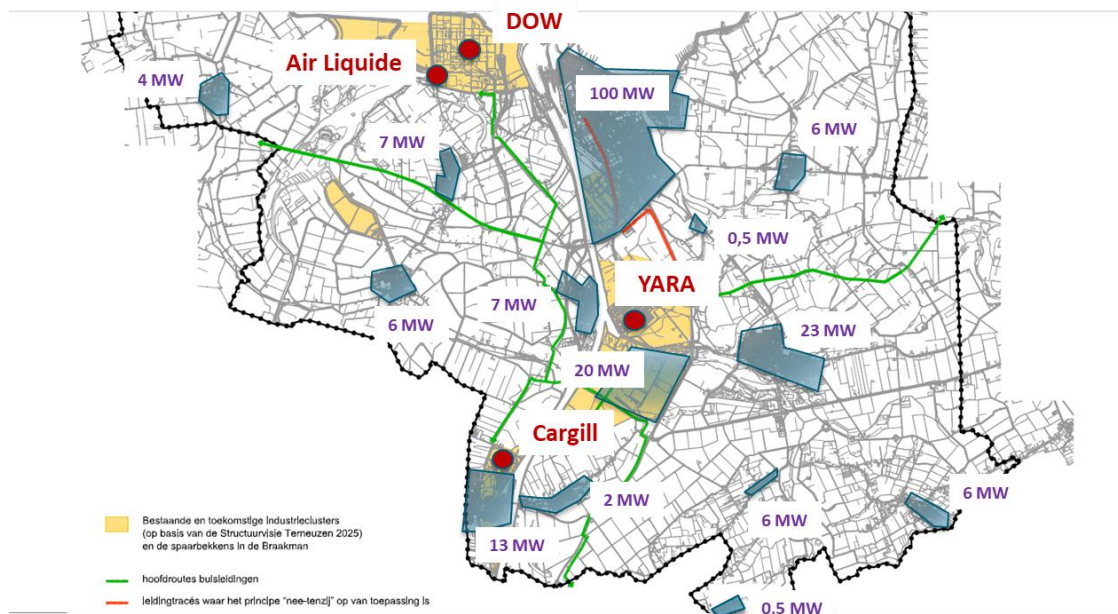 DOW
Air Liquide
4 MW
100 MW
7 MW
6 MW
0,5 MW
YARA
7 MW
6 MW
23 MW
20 MW
Cargill
2 MW
6 MW
6 MW
13 MW
0,5 MW
Bestaande en toekomstige Industrieclusters
(op basis van de Structuurvisie Terneuzen 2025)
en de spaarbekkens in de Braakman
hoofdroutes buisleidingen
leidingtracés waar het principe "nee-tenzij" op van toepassing is